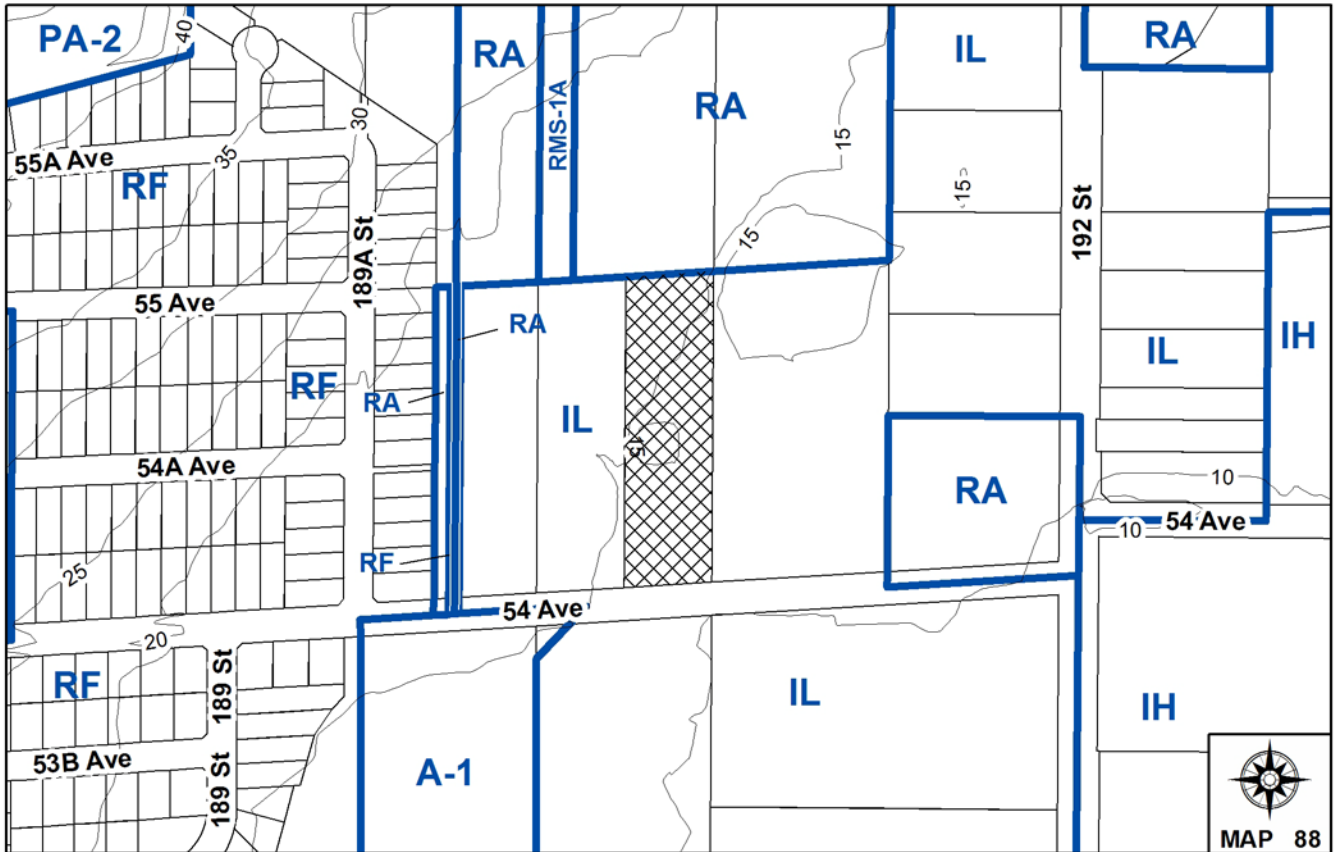 PA-2
40
RA
RMS-1A
RA
IL
RA
55A Ave
35
30
RF
15
15
15
189A St
192 St
55 Ave
RA
RF
RA
IL
IL
IH
15
54A Ave
RA
10
10
54 Ave
RF
25
54 Ave
20
RF
189 St
IL
IH
53B Ave
189 St
A-1
MAP 88